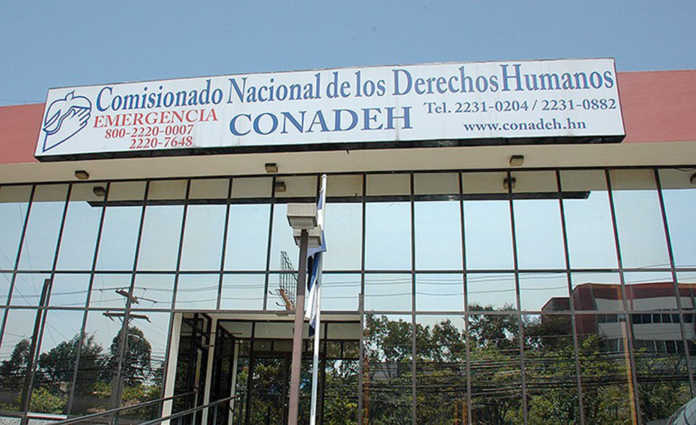 Comisionado Nacional de los Derechos Humanos
EMERGENCIA
800-2220-0007
2220-7648
CONADEH
Tel. 2231-0204 / 2231-0882
www.conadeh.hn